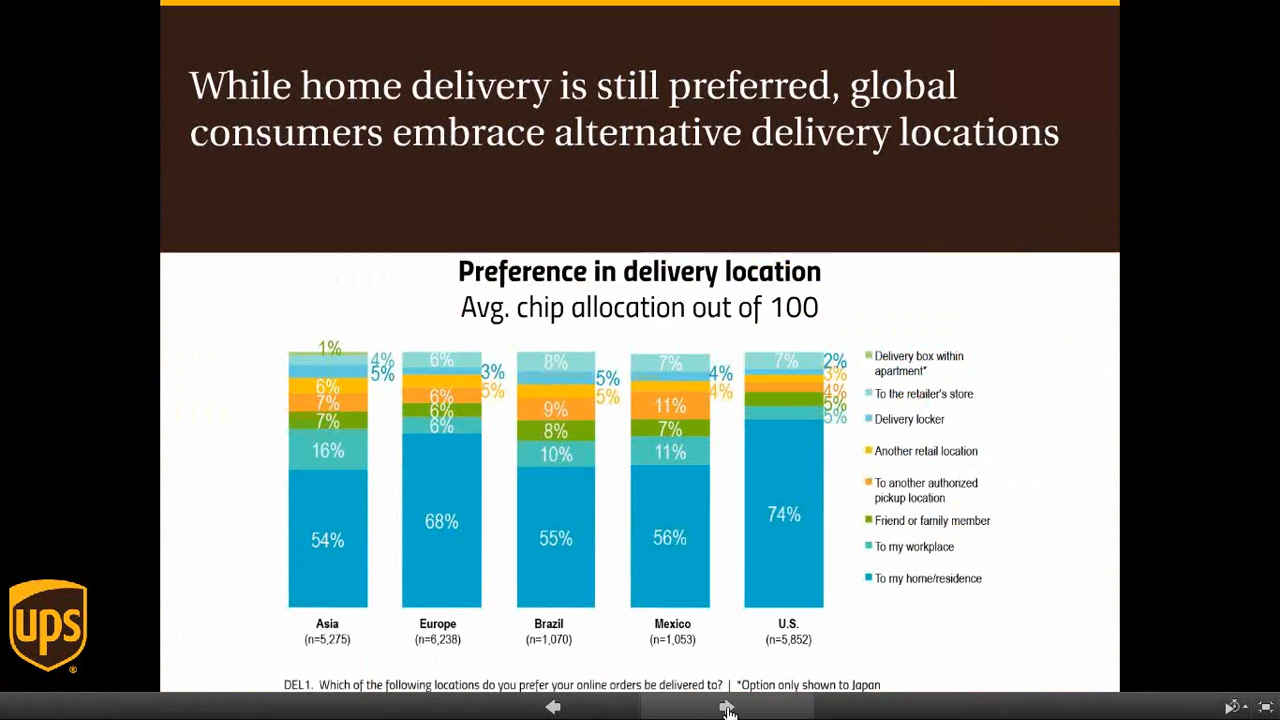 While home delivery is still preferred, global
consumers embrace alternative delivery locations
Preference in delivery location
Avg. chip allocation out of 100
1%
4%
5%
6%
7%
7%
16%
54%
6%
3%
5%
6%
6%
6%
68%
8%
5%
5%
9%
8%
10%
55%
7%
4%
4%
11%
7%
11%
56%
7%
2%
3%
4%
5%
5%
74%
Delivery box within
apartment*
To the retailer's store
Delivery locker
Another retail location
To another authorized
pickup location
Friend or family member
To my workplace
To my home/residence
Asia
(n=5,275)
Europe
(n=6,238)
Brazil
(n=1,070)
Mexico
(n=1,053)
U.S.
(n=5,852)
ups
®
DEL1. Which of the following locations do you prefer your online orders be delivered to? | *Option only shown to Japan